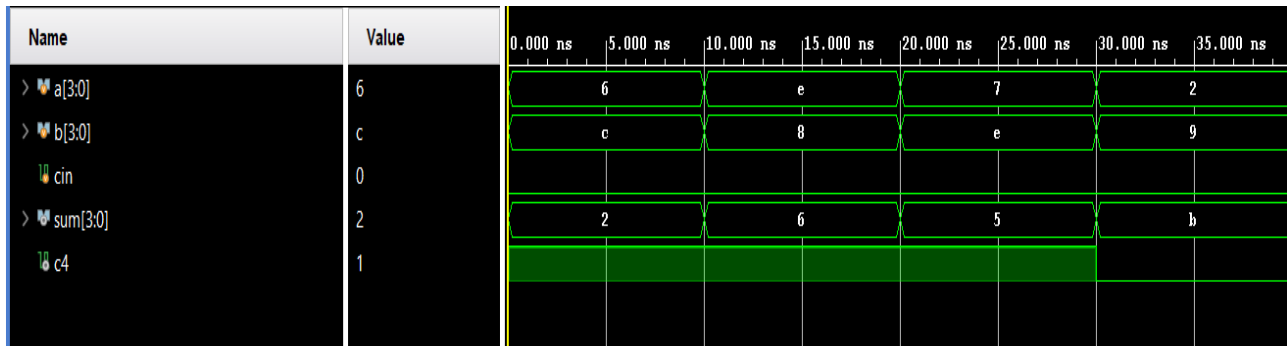 Name Value 0.000 ns 5.000 ns 10.000 ns 15.000 ns 20.000 ns 25.000 ns 30.000 ns 35.000 ns
a[3:0] 6 6 e 7 2
b[3:0] c c 8 e 9
cin 0
sum[3:0] 2 2 6 5 b
c4 1